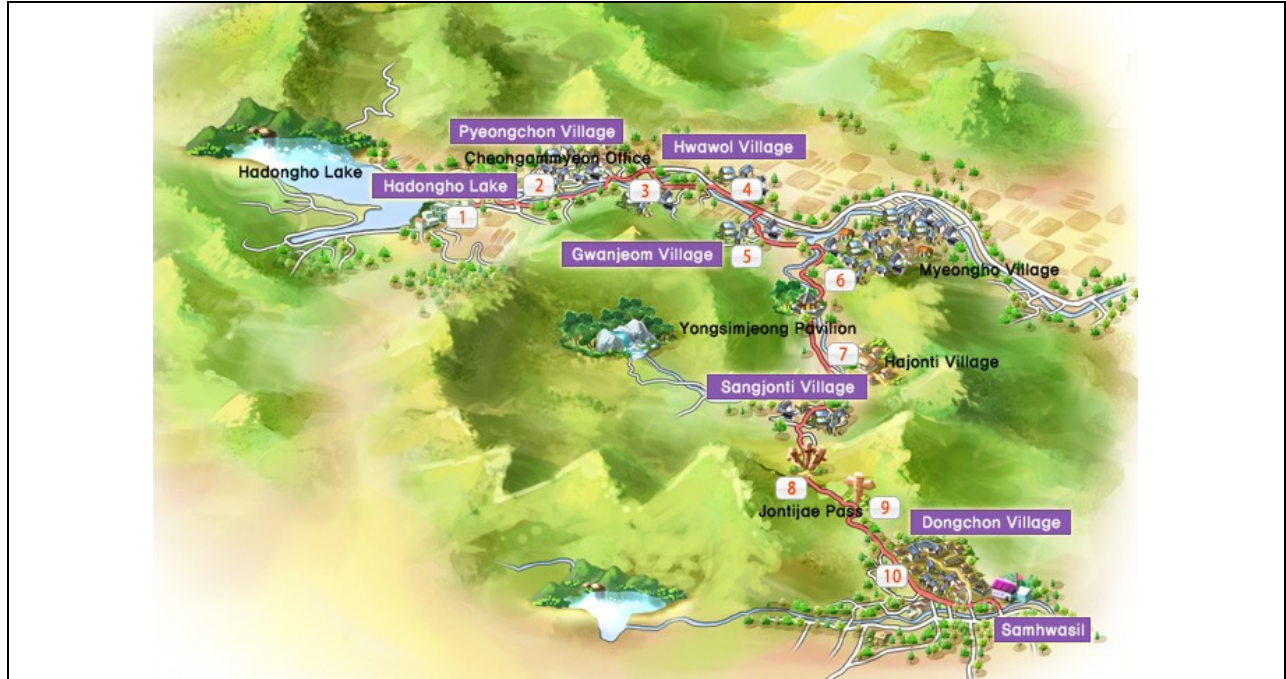 Pyeongchon Village
Hwawol Village
Cheongammyeon Office
Hadongho Lake
Hadongho Lake
1
2
3
4
Gwanjeom Village
5
6
Myeongho Village
Yongsimjeong Pavilion
7
Hajonti Village
Sangjonti Village
8
9
Jontijae Pass
Dongchon Village
10
Samhwasil